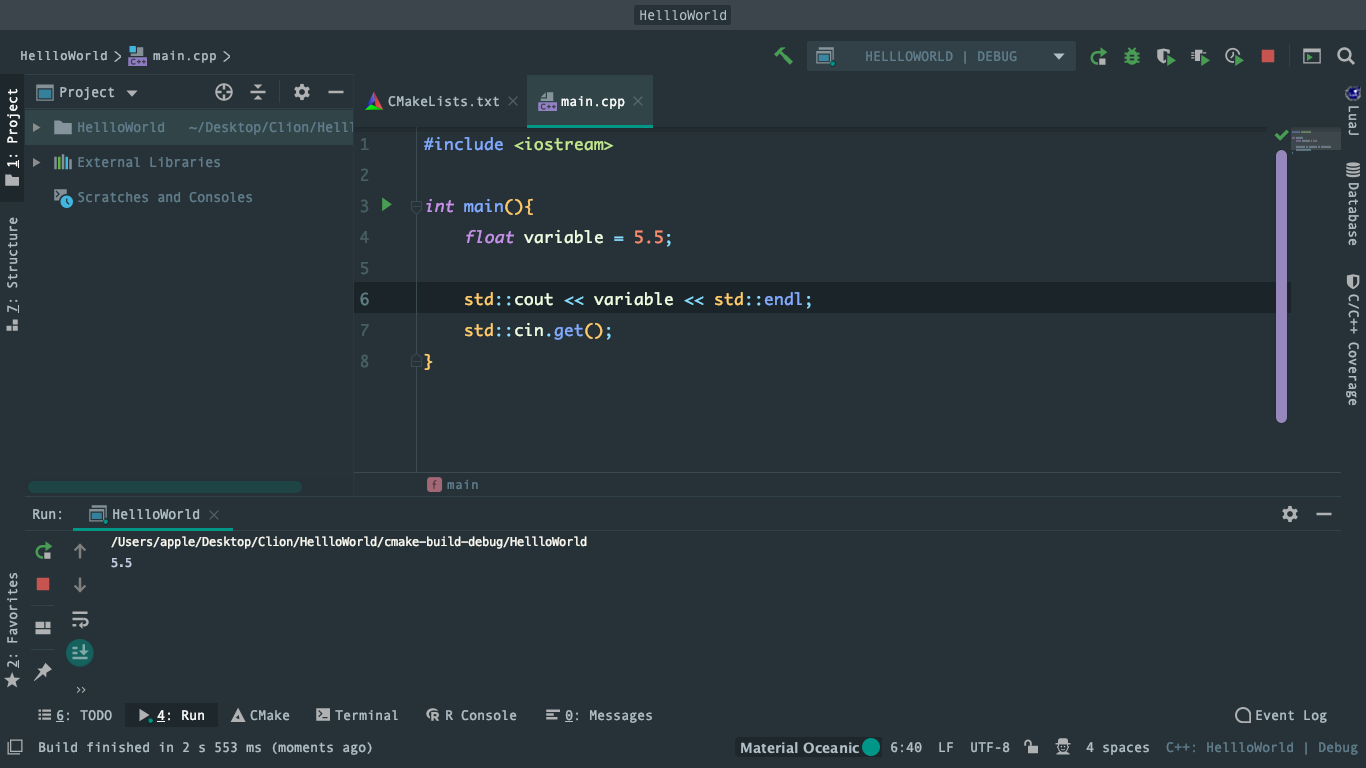 HellloWorld
HellloWorld
main.cpp
HELLLOWORLD | DEBUG
1: Project
Project
CMakeLists.txt
main.cpp
LuaJ
HellloWorld ~/Desktop/Clion/Helll
External Libraries
Scratches and Consoles
1 #include <iostream>
2
3 int main(){
4 float variable = 5.5;
5
6 std::cout << variable << std::endl;
7 std::cin.get();
8 }
Z: Structure
Database
C/C++ Coverage
f main
Run: HellloWorld
/Users/apple/Desktop/Clion/HellloWorld/cmake-build-debug/HellloWorld
5.5
2: Favorites
6: TODO 4: Run CMake Terminal R Console 0: Messages Event Log
Build finished in 2 s 553 ms (moments ago) Material Oceanic 6:40 LF UTF-8 4 spaces C++: HellloWorld | Debug